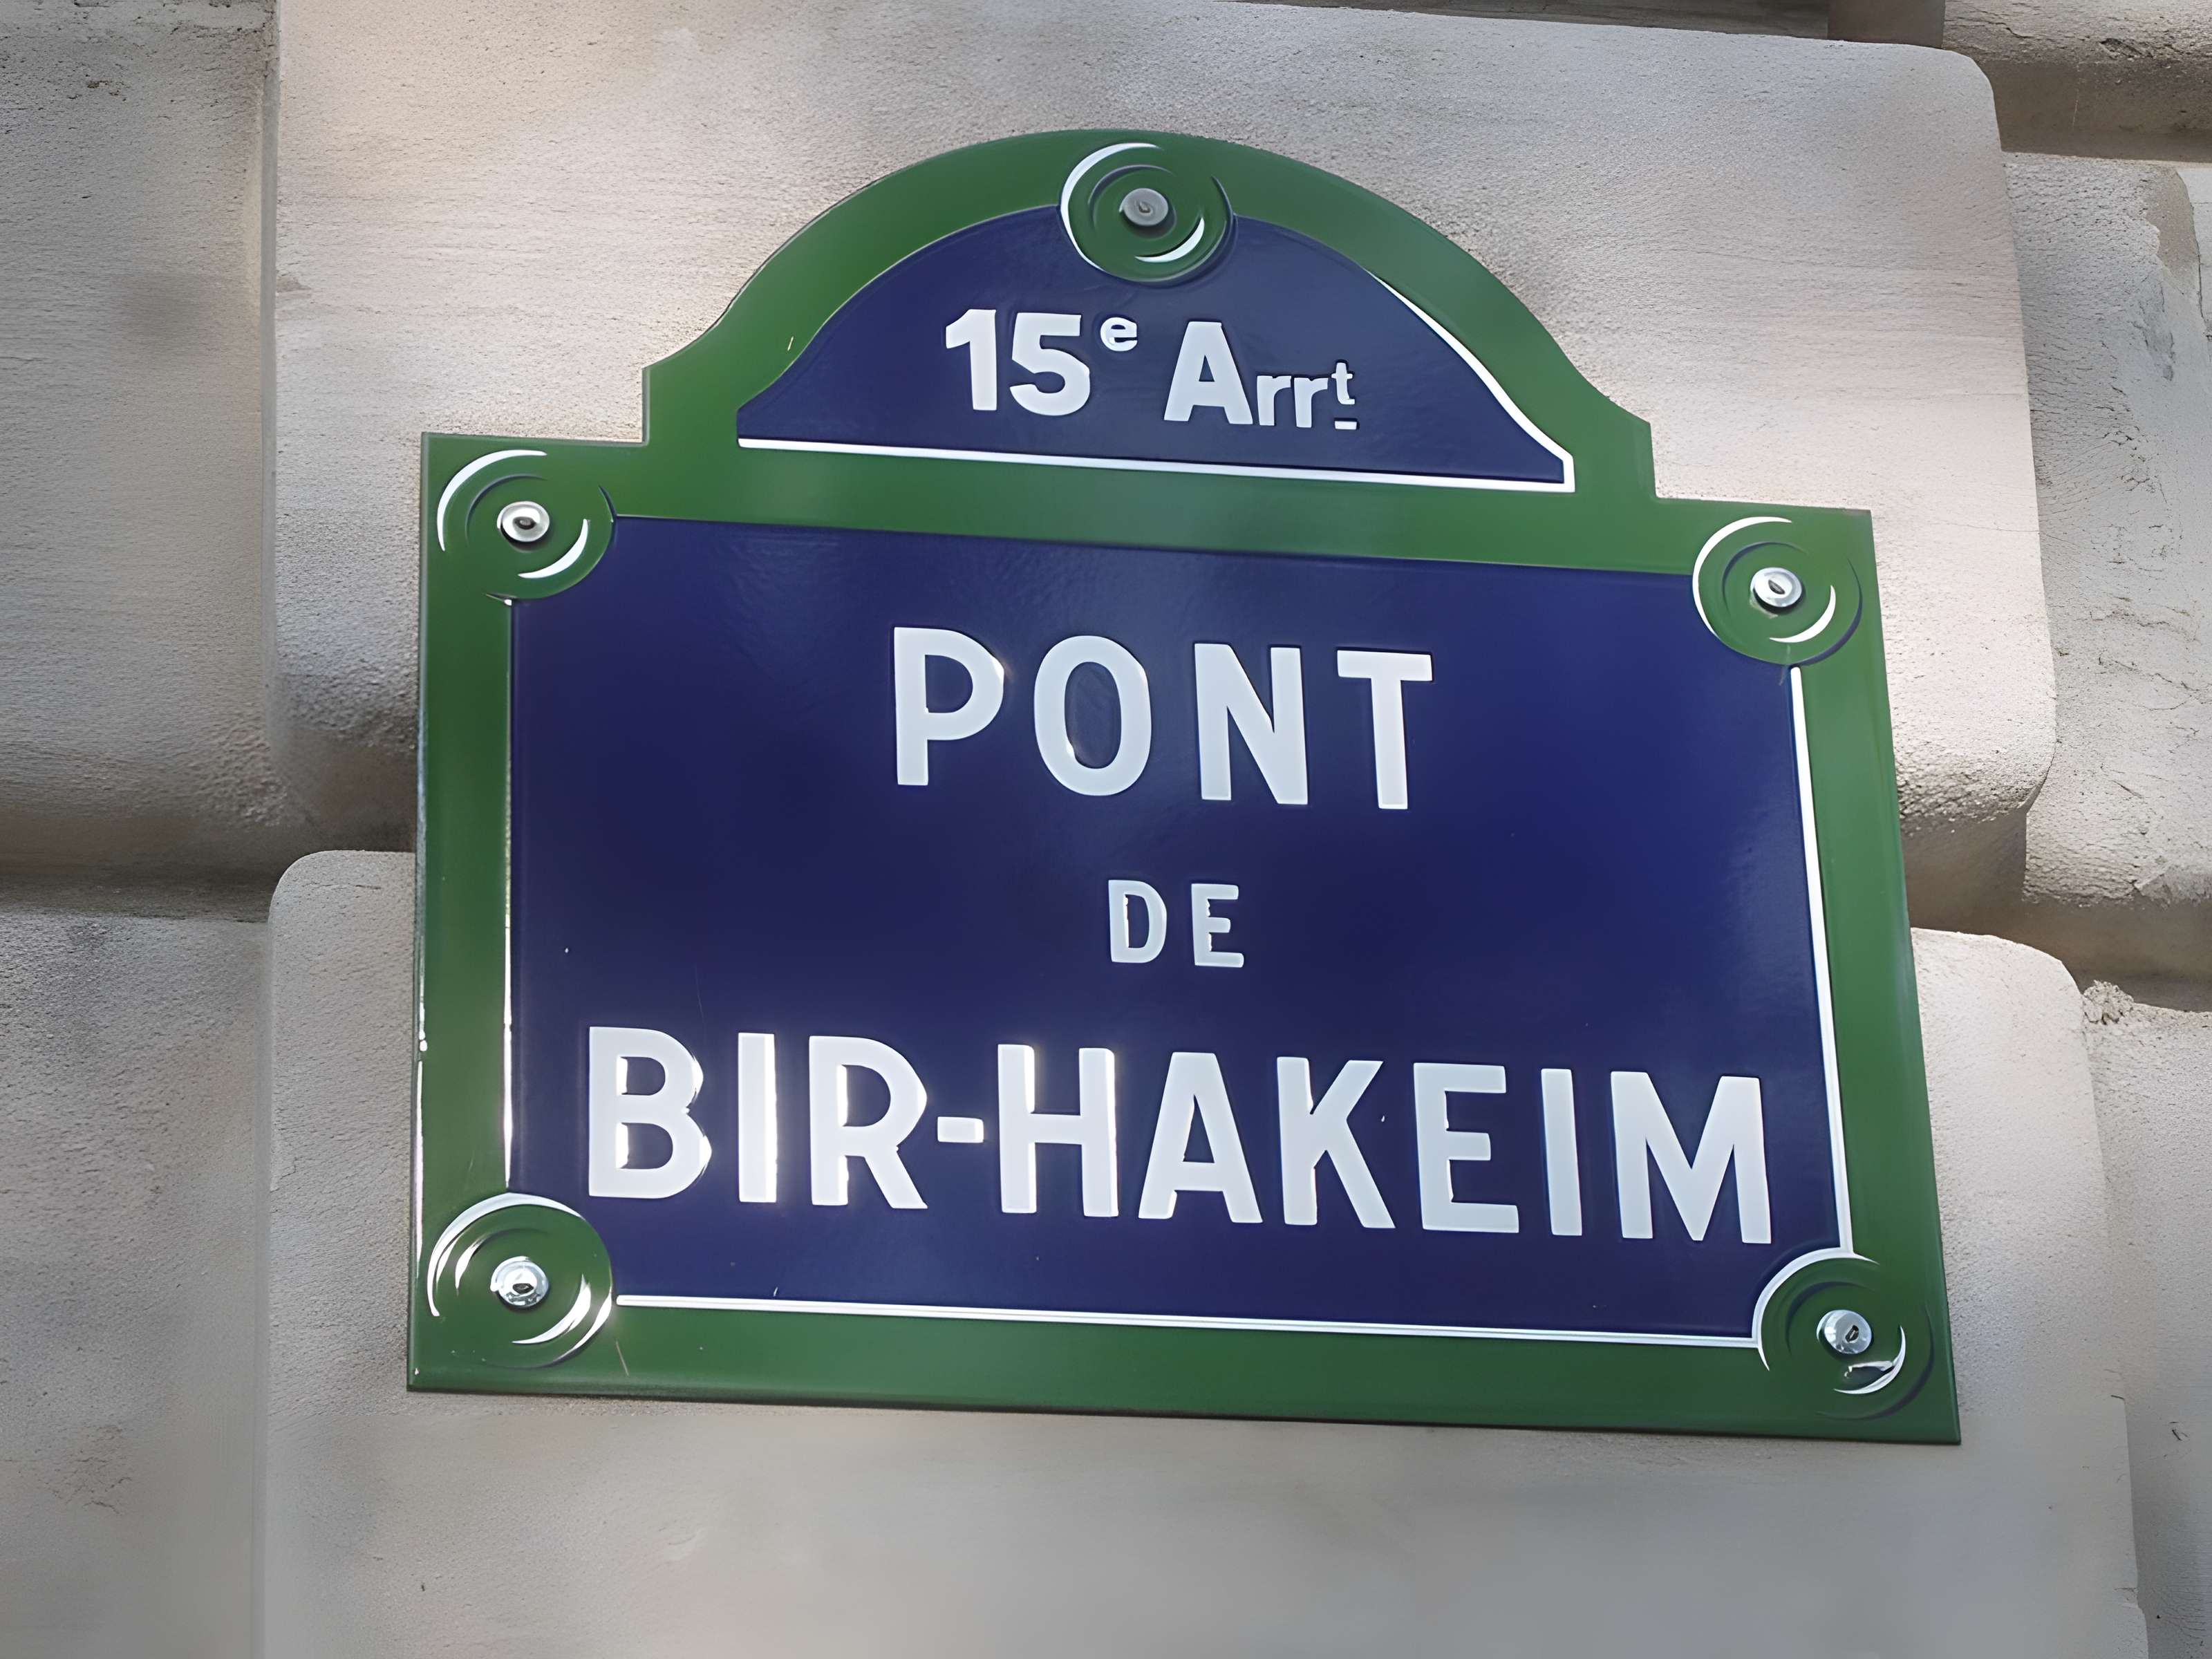 15e Arrt
PONT
DE
BIR-HAKEIM